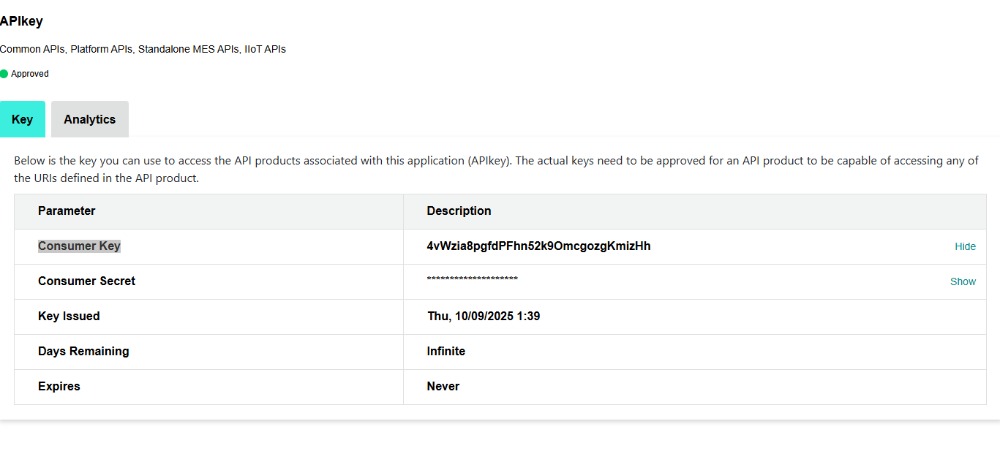 APIkey
Common APIs, Platform APIs, Standalone MES APIs, IIoT APIs
Approved
Key Analytics
Below is the key you can use to access the API products associated with this application (APIkey). The actual keys need to be approved for an API product to be capable of accessing any of
the URIs defined in the API product.
Parameter Description
Consumer Key 4vWzia8pgfdPFhn52k9OmcgozgKmizHh Hide
Consumer Secret ******************** Show
Key Issued Thu, 10/09/2025 1:39
Days Remaining Infinite
Expires Never